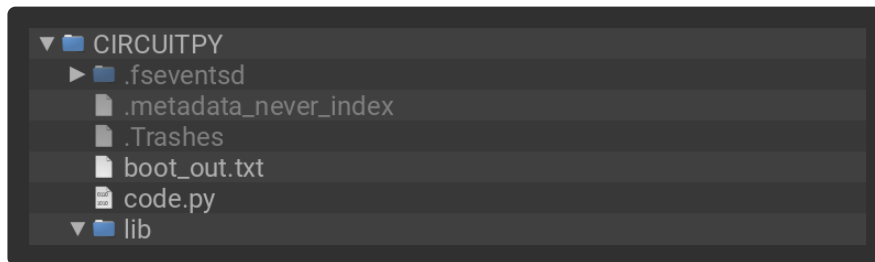 CIRCUITPY
.fseventsd
.metadata_never_index
.Trashes
boot_out.txt
code.py
lib